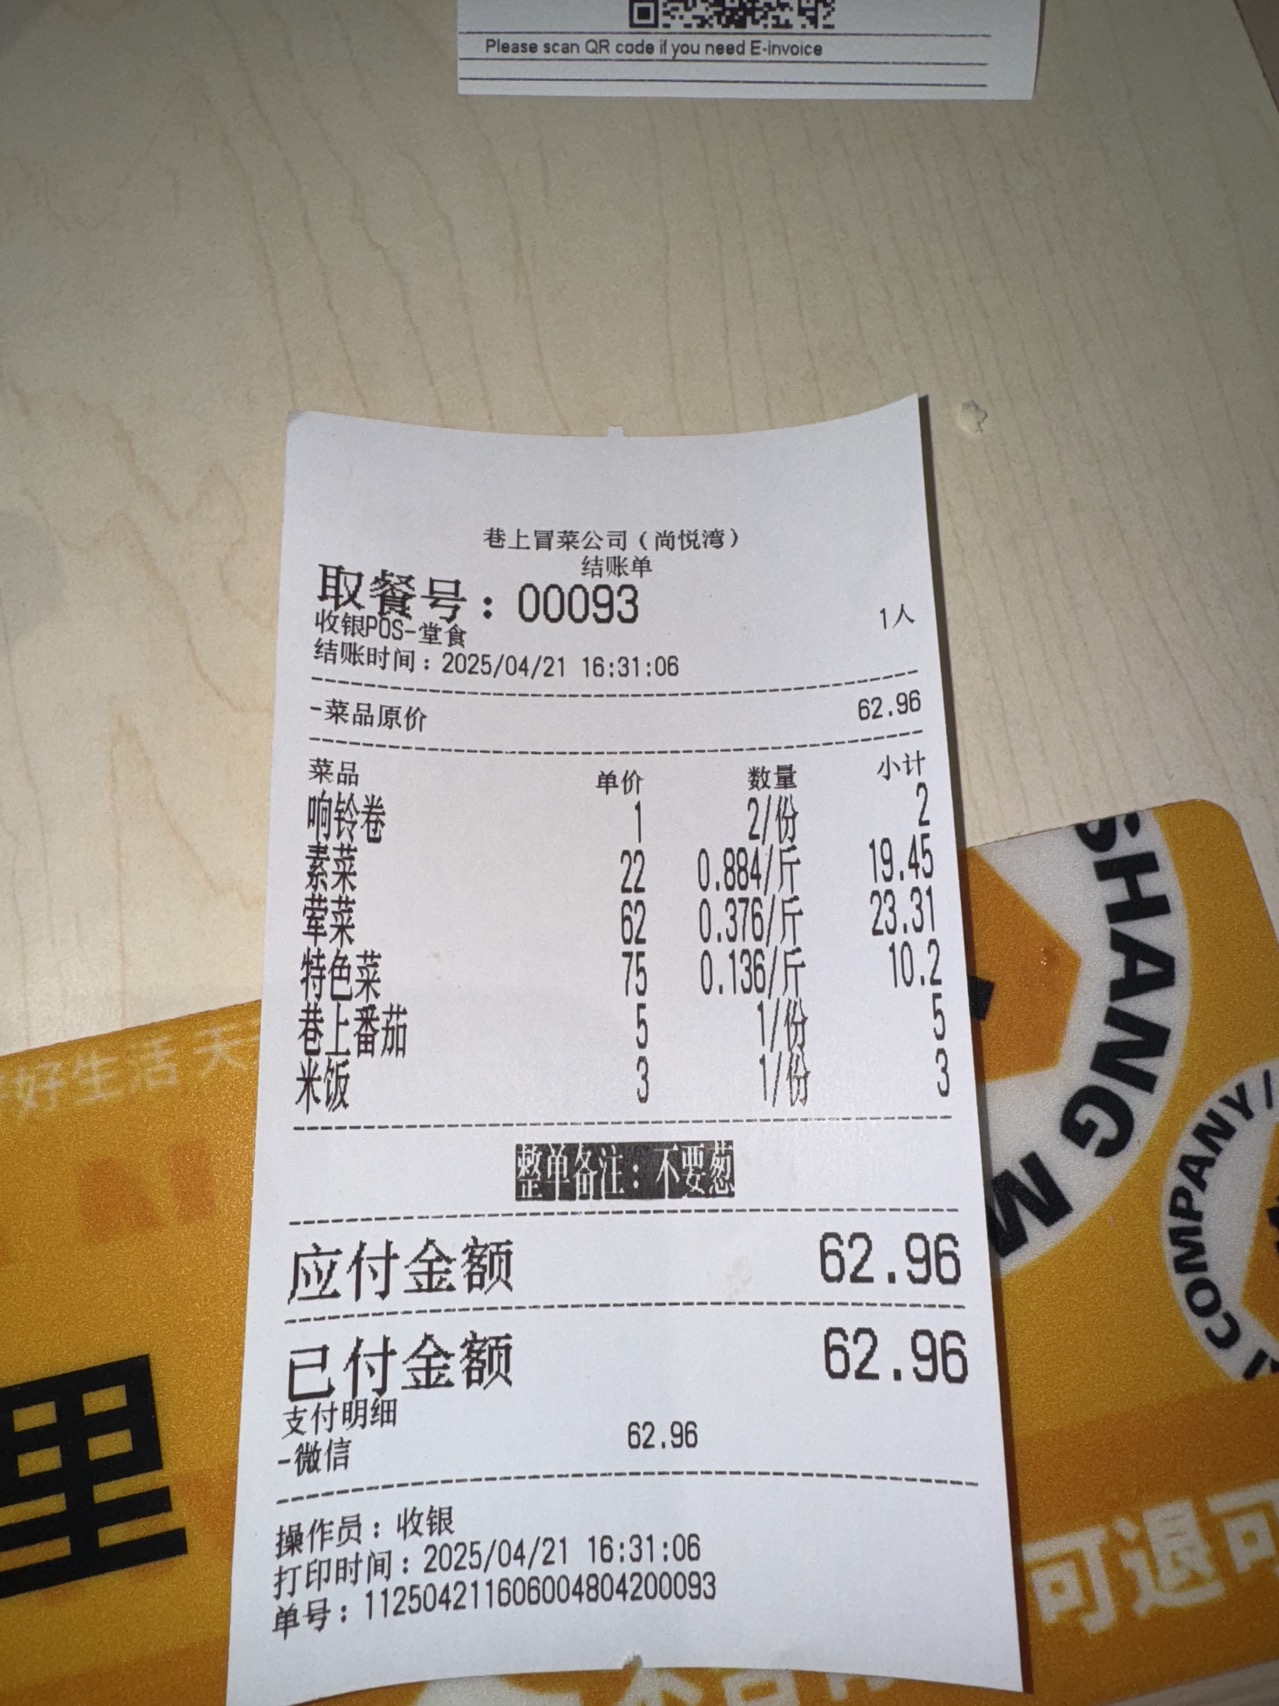 Please scan QR code if you need E-invoice
巷上冒菜公司（尚悦湾）
结账单
取餐号：00093
收银POS-堂食 1人
结账时间：2025/04/21 16:31:06
-菜品原价 62.96
菜品 单价 数量 小计
响铃卷 1 2/份 2
素菜 22 0.884/斤 19.45
荤菜 62 0.376/斤 23.31
特色菜 75 0.136/斤 10.2
巷上番茄 5 1/份 5
米饭 3 1/份 3
整单备注：不要葱
应付金额 62.96
已付金额 62.96
支付明细
-微信 62.96
操作员：收银
打印时间：2025/04/21 16:31:06
单号：112504211606004804200093
好生活 天
SHANG M
COMPANY/
里
可退可